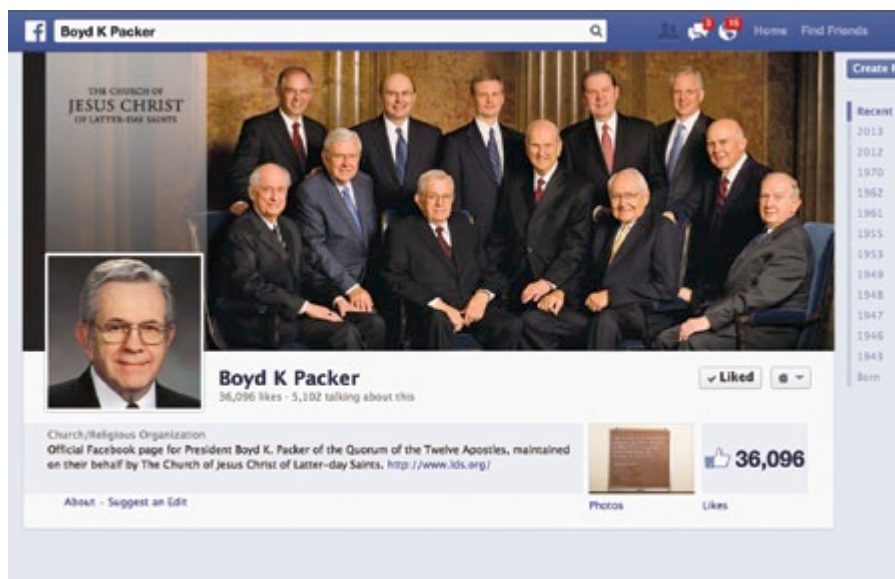 Boyd K Packer
3
15
Home Find Friends
THE CHURCH OF
JESUS CHRIST
OF LATTER-DAY SAINTS
Create
Recent
2013
2012
1970
1962
1961
1955
1953
1949
1948
1947
1946
1943
Born
Boyd K Packer
36,096 likes · 5,102 talking about this
Liked
Church/Religious Organization
Official Facebook page for President Boyd K. Packer of the Quorum of the Twelve Apostles, maintained
on their behalf by The Church of Jesus Christ of Latter-day Saints. http://www.lds.org/
About - Suggest an Edit
Photos
36,096
Likes